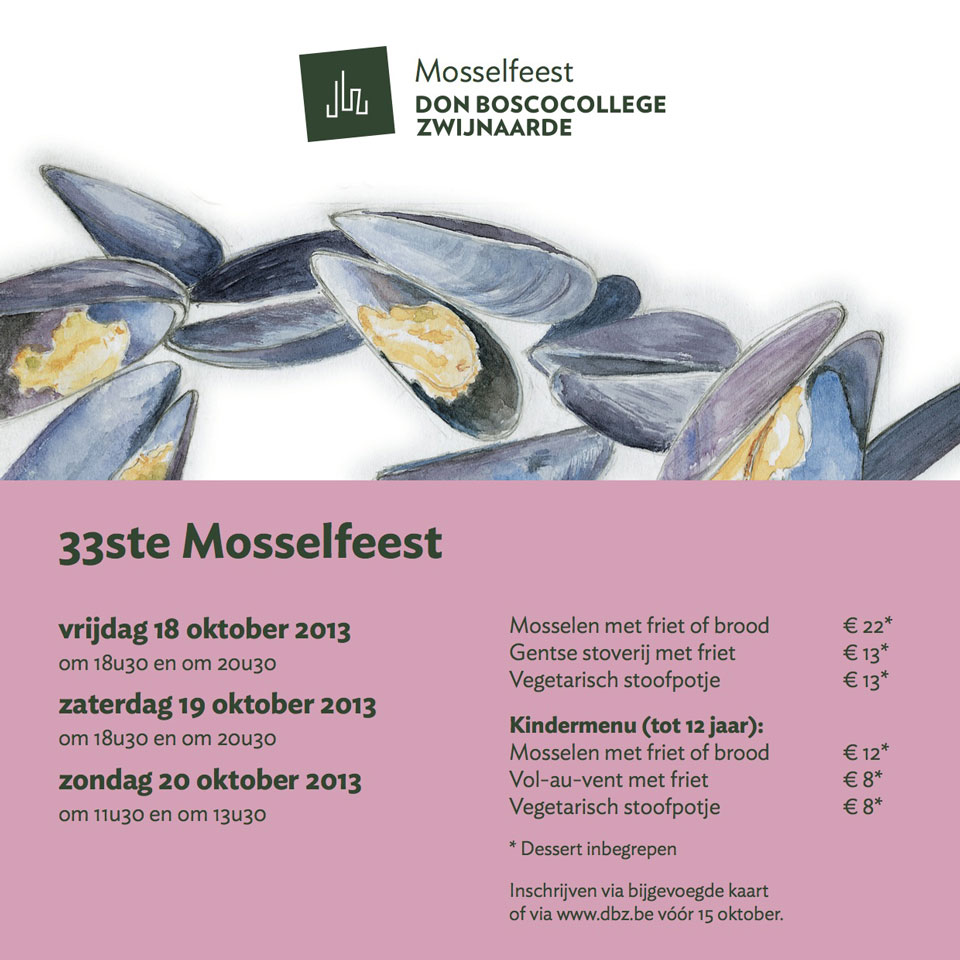 dbz
Mosselfeest
DON BOSCOCOLLEGE
ZWIJNAARDE
33ste Mosselfeest
vrijdag 18 oktober 2013
om 18u30 en om 20u30
zaterdag 19 oktober 2013
om 18u30 en om 20u30
zondag 20 oktober 2013
om 11u30 en om 13u30
Mosselen met friet of brood € 22*
Gentse stoverij met friet € 13*
Vegetarisch stoofpotje € 13*
Kindermenu (tot 12 jaar):
Mosselen met friet of brood € 12*
Vol-au-vent met friet € 8*
Vegetarisch stoofpotje € 8*
* Dessert inbegrepen
Inschrijven via bijgevoegde kaart
of via www.dbz.be vóór 15 oktober.